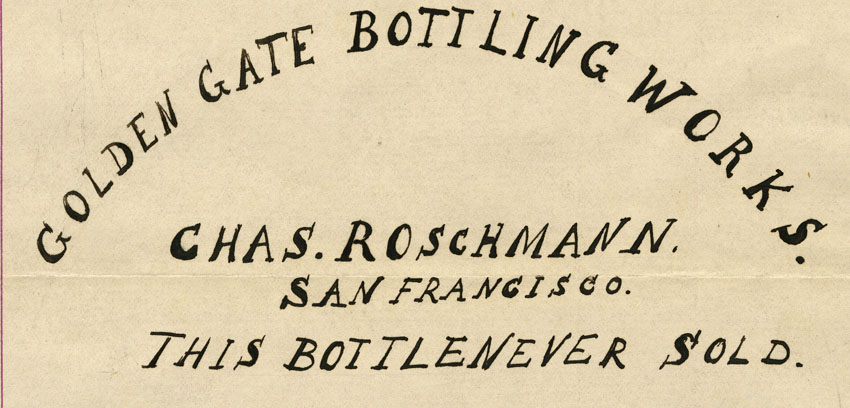 GOLDEN GATE BOTTLING WORKS.
CHAS. ROSCHMANN.
SAN FRANCISCO.
THIS BOTTLENEVER SOLD.